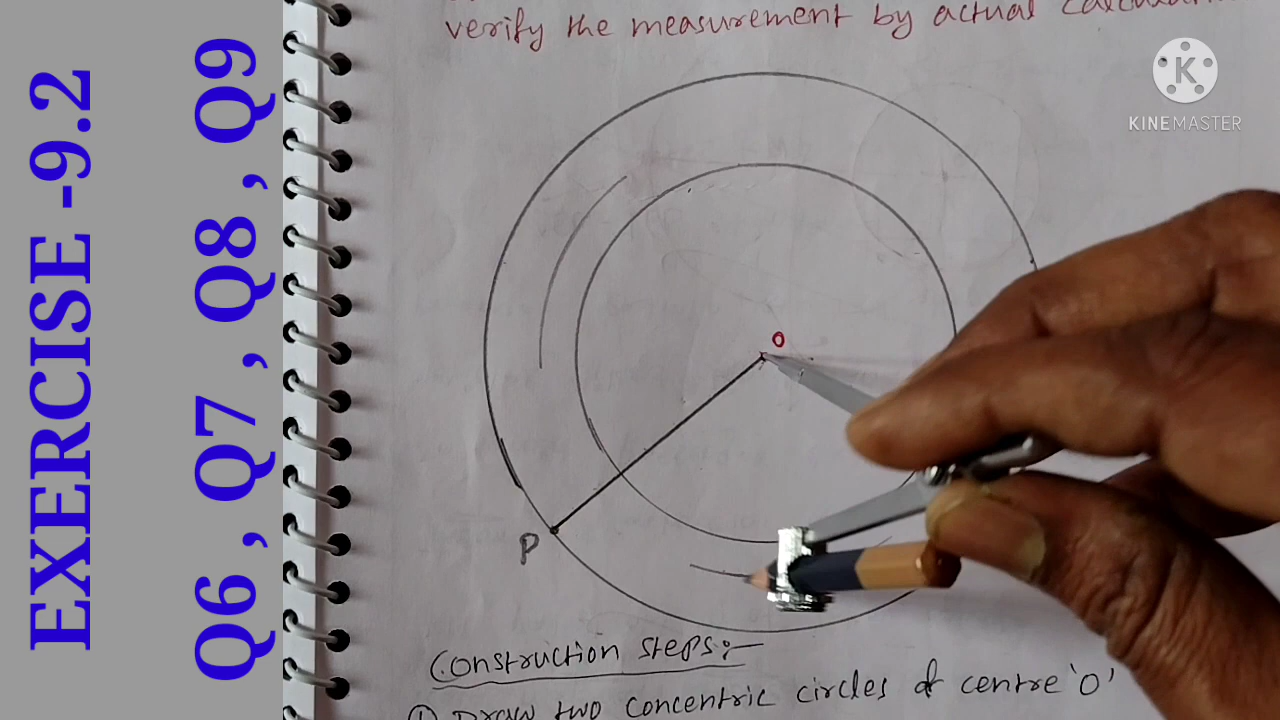 EXERCISE -9.2
Q6 , Q7 , Q8 , Q9
verify the measurement by actual
K
KINEMASTER
O
P
Construction steps:-
① Draw two concentric circles of centre 'O'